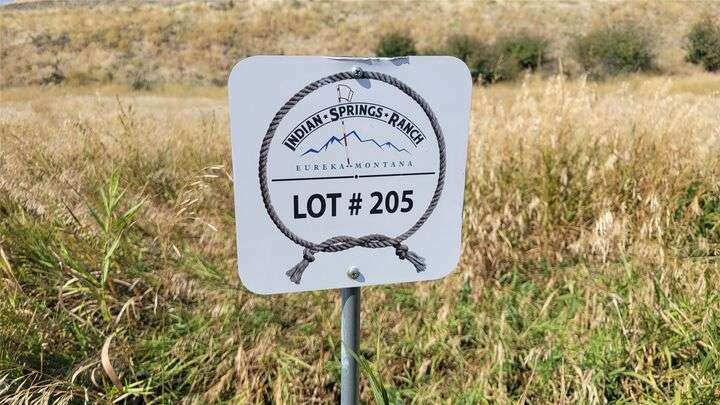 INDIAN ★ SPRINGS ★ RANCH
EUREKA MONTANA
LOT # 205